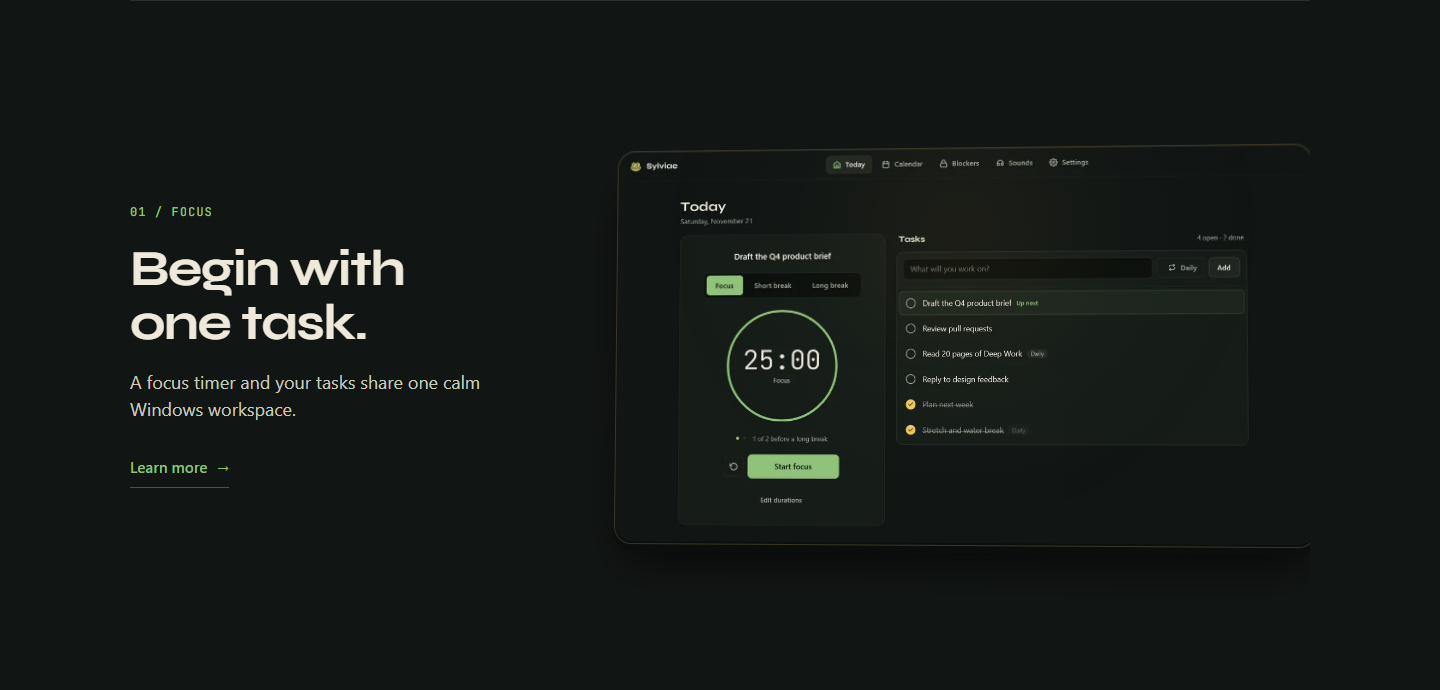 01 / FOCUS
Begin with
one task.
A focus timer and your tasks share one calm
Windows workspace.
Learn more →
Sylviae
Today
Calendar
Blockers
Sounds
Settings
Today
Saturday, November 21
Draft the Q4 product brief
Focus
Short break
Long break
25:00
Focus
1 of 2 before a long break
Start focus
Edit durations
Tasks
4 open · 2 done
What will you work on?
Daily
Add
Draft the Q4 product brief Up next
Review pull requests
Read 20 pages of Deep Work Daily
Reply to design feedback
Plan next week
Stretch and water break Daily